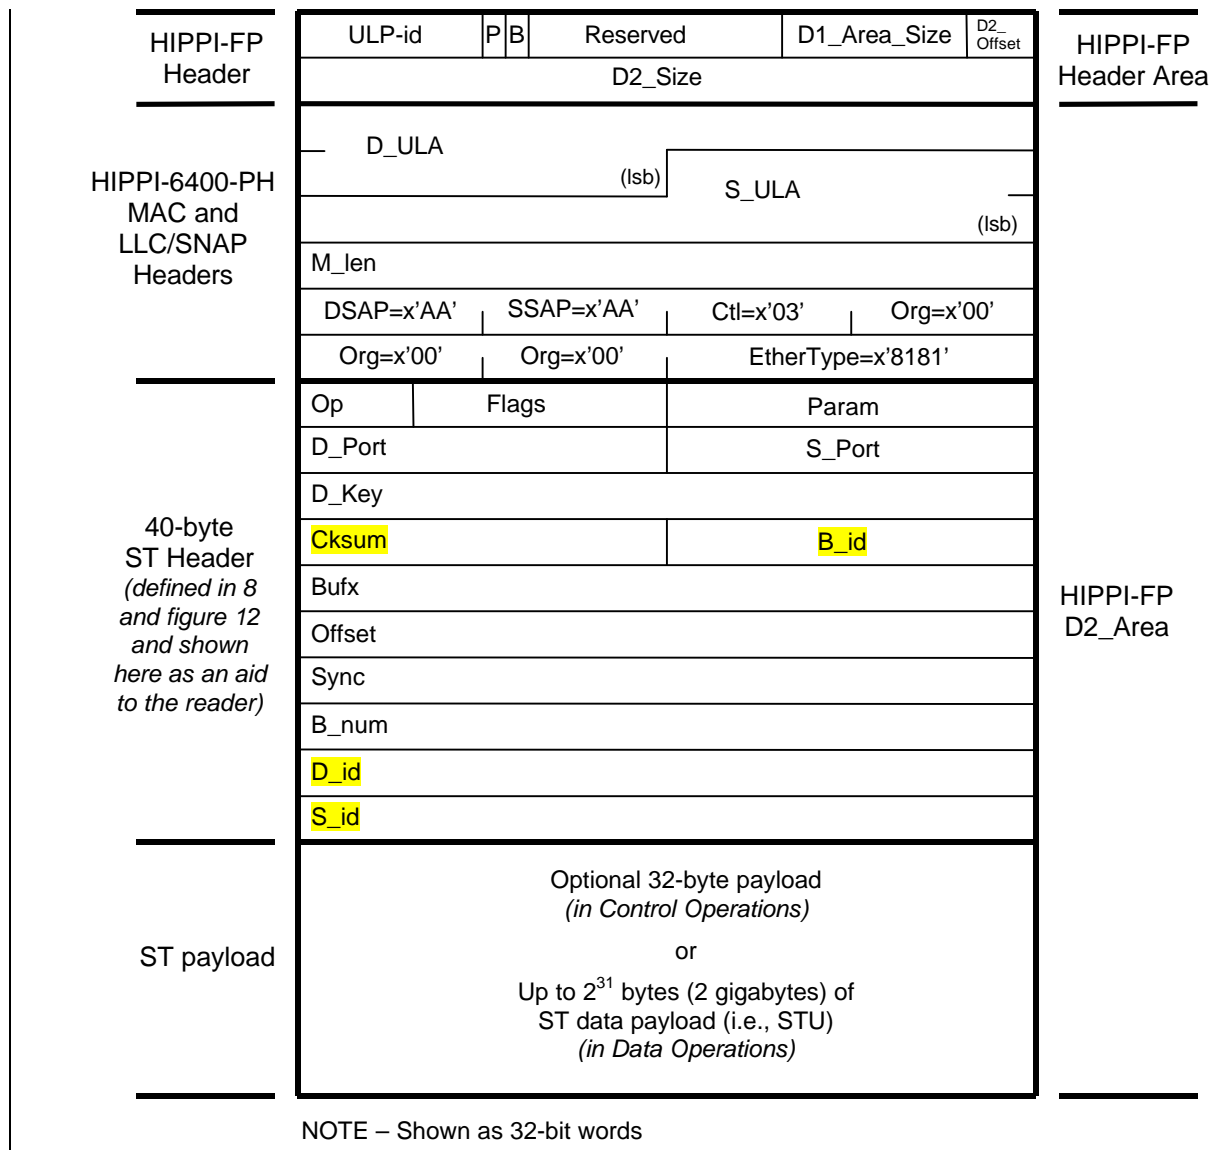 HIPPI-FP
Header
ULP-id P B Reserved D1_Area_Size D2_
Offset
D2_Size
HIPPI-FP
Header Area
HIPPI-6400-PH
MAC and
LLC/SNAP
Headers
D_ULA
(lsb)
S_ULA
(lsb)
M_len
DSAP=x'AA' SSAP=x'AA' Ctl=x'03' Org=x'00'
Org=x'00' Org=x'00' EtherType=x'8181'
40-byte
ST Header
(defined in 8
and figure 12
and shown
here as an aid
to the reader)
Op Flags Param
D_Port S_Port
D_Key
Cksum B_id
Bufx
Offset
Sync
B_num
D_id
S_id
HIPPI-FP
D2_Area
ST payload
Optional 32-byte payload
(in Control Operations)
or
Up to 2^31 bytes (2 gigabytes) of
ST data payload (i.e., STU)
(in Data Operations)
NOTE – Shown as 32-bit words